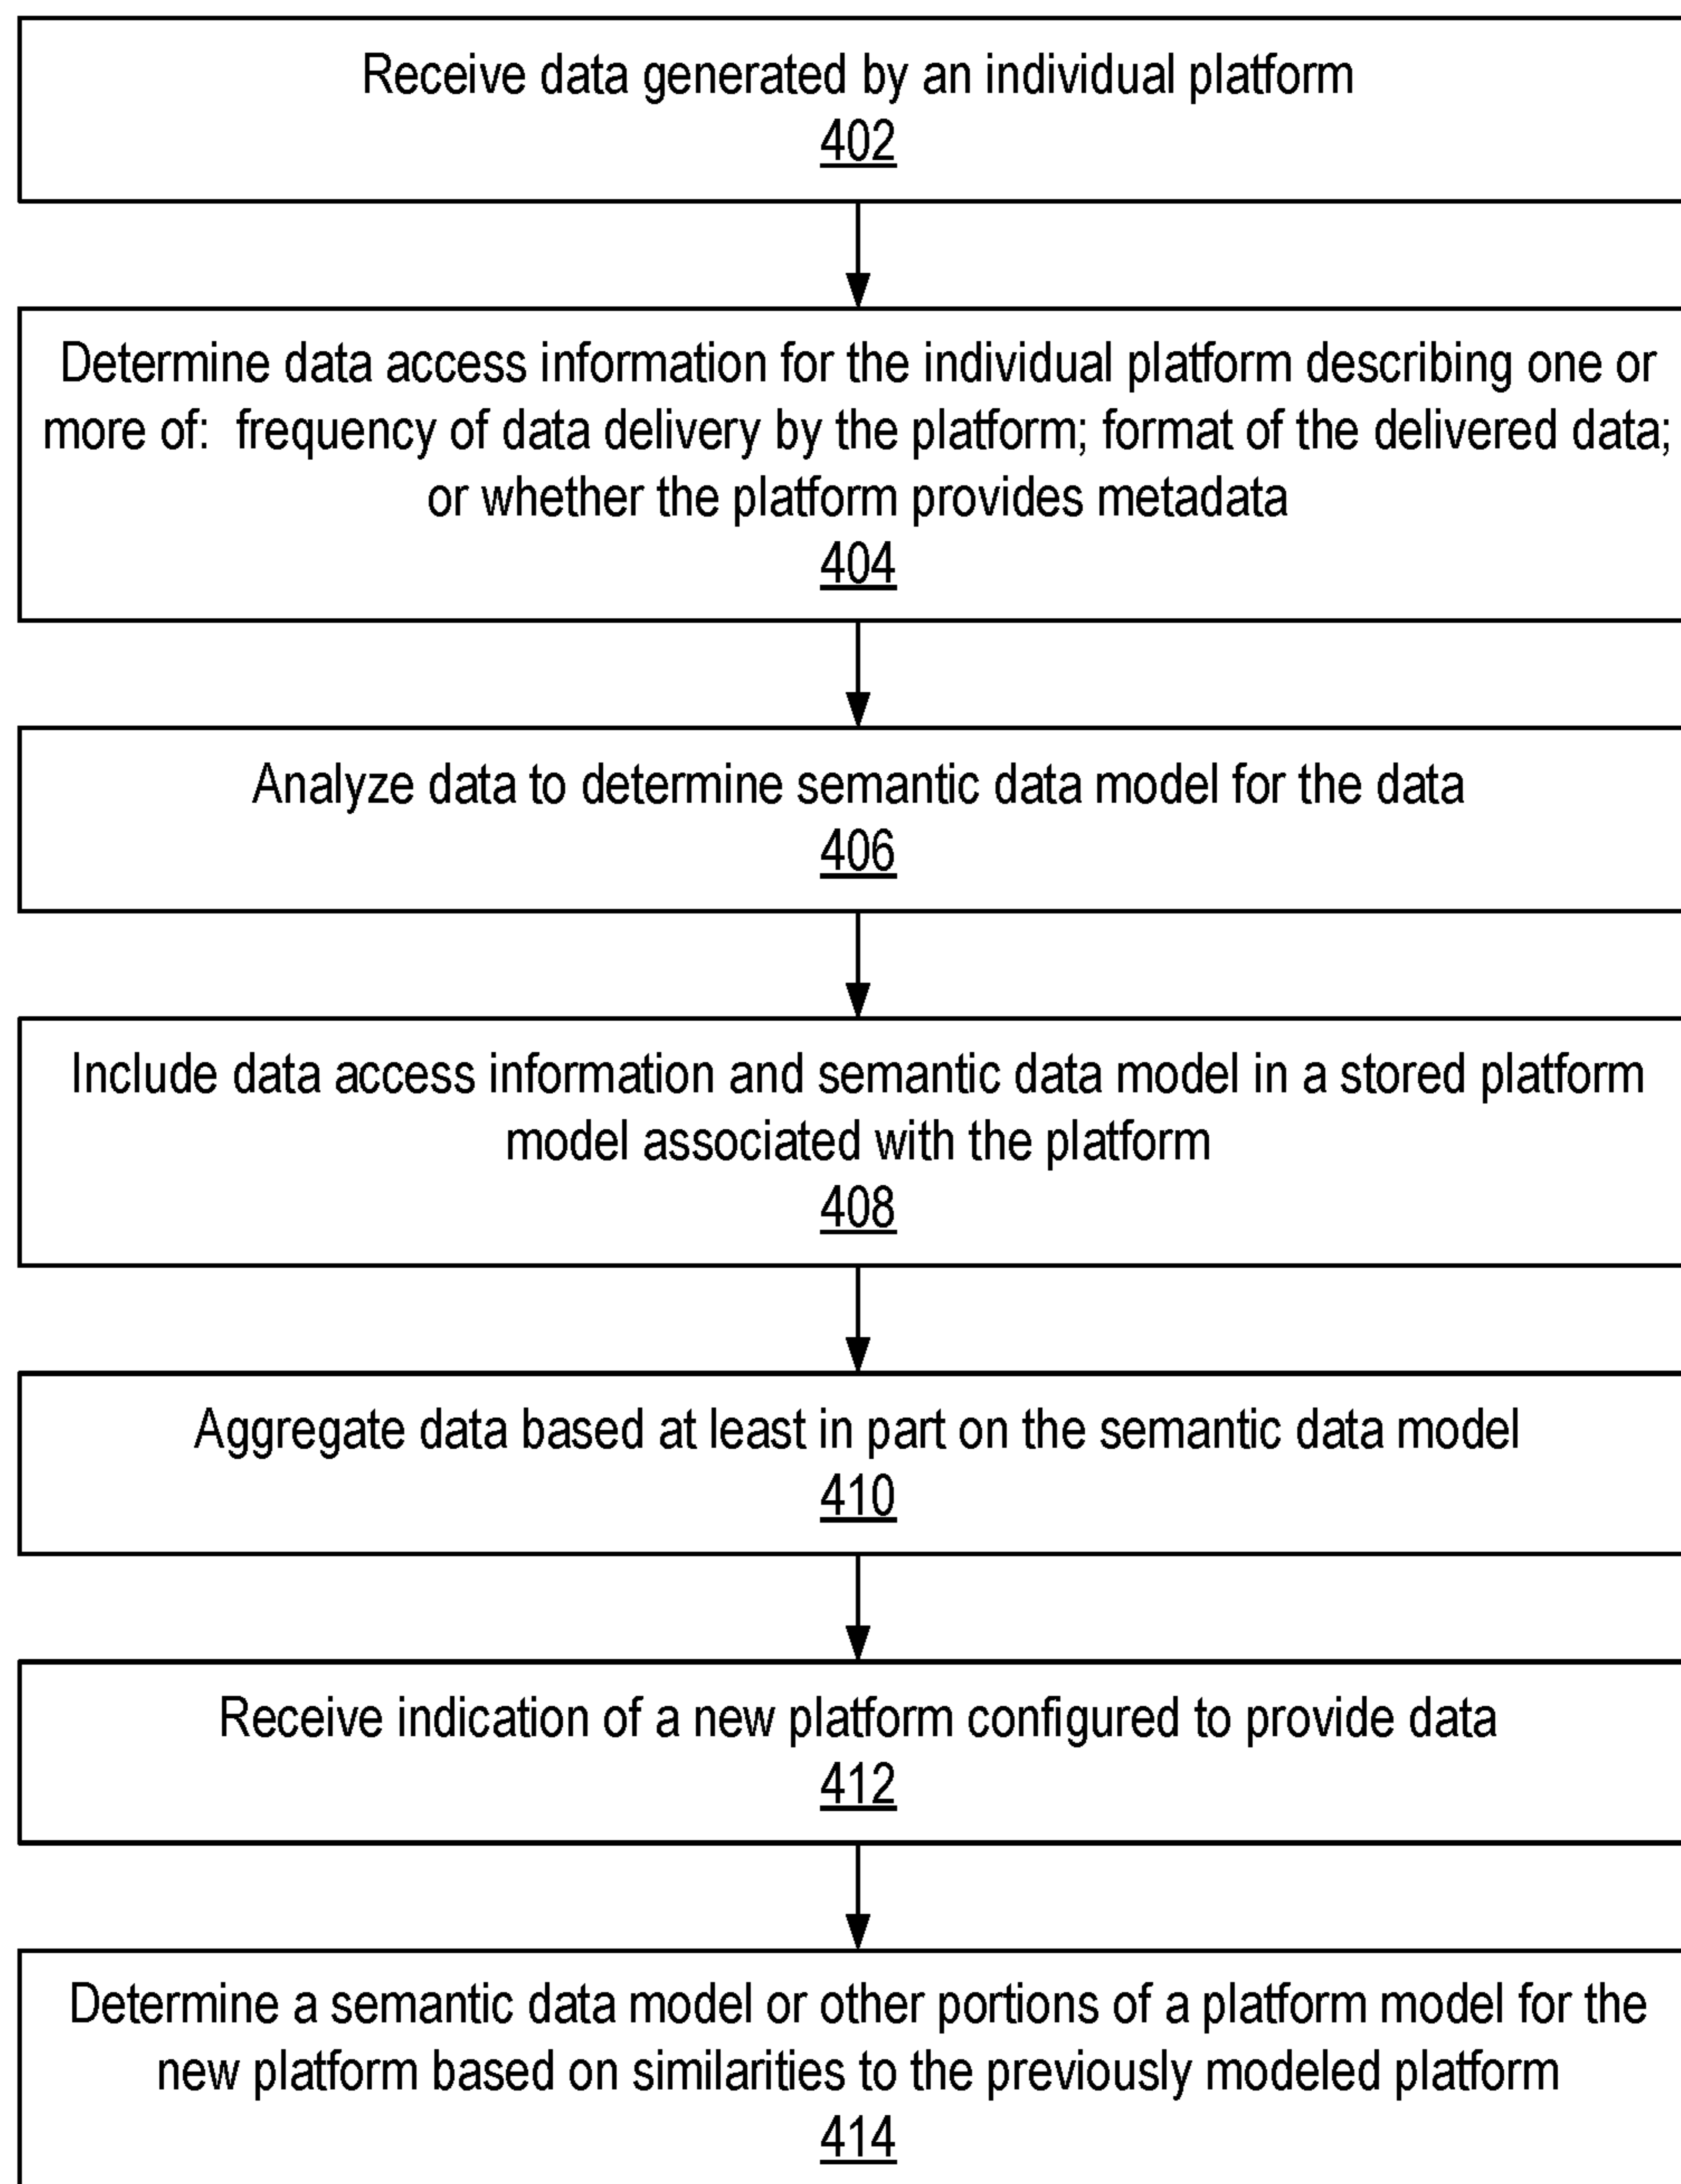 Receive data generated by an individual platform
402
Determine data access information for the individual platform describing one or
more of:  frequency of data delivery by the platform; format of the delivered data;
or whether the platform provides metadata
404
Analyze data to determine semantic data model for the data
406
Include data access information and semantic data model in a stored platform
model associated with the platform
408
Aggregate data based at least in part on the semantic data model
410
Receive indication of a new platform configured to provide data
412
Determine a semantic data model or other portions of a platform model for the
new platform based on similarities to the previously modeled platform
414